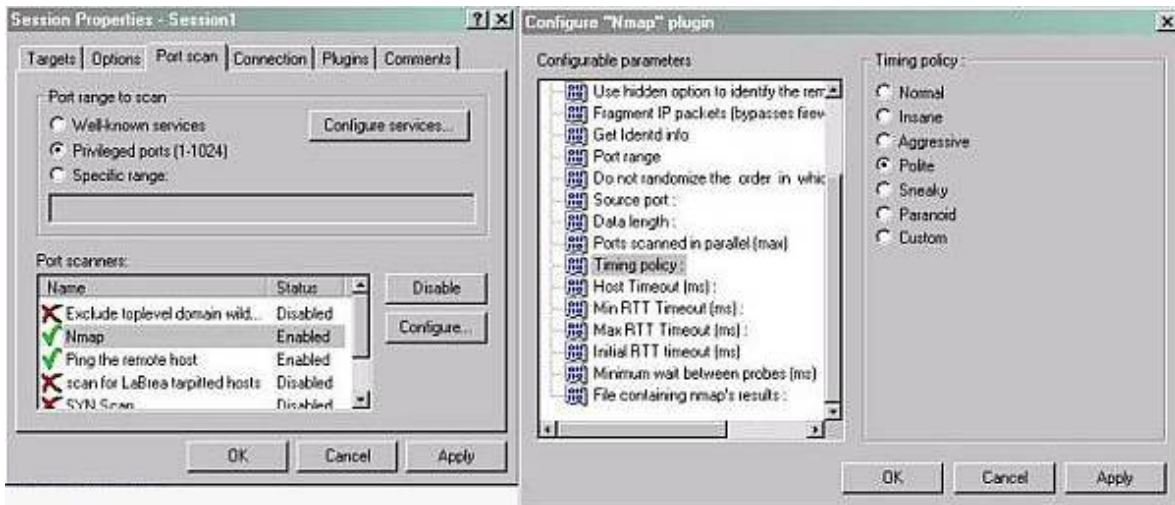 Session Properties - Session1
Targets Options Port scan Connection Plugins Comments
Port range to scan
Well-known services
Configure services...
Privileged ports (1-1024)
Specific range:
Port scanners:
Name Status
Exclude toplevel domain wild... Disabled
Nmap Enabled
Ping the remote host Enabled
scan for LaBrea tarpitted hosts Disabled
SYN Scan Disabled
Disable
Configure...
OK Cancel Apply
Configure "Nmap" plugin
Configurable parameters
Use hidden option to identify the rem
Fragment IP packets (bypasses firew
Get Identd info
Port range
Do not randomize the order in whic
Source port :
Data length :
Ports scanned in parallel (max)
Timing policy :
Host Timeout (ms) :
Min RTT Timeout (ms) :
Max RTT Timeout (ms) :
Initial RTT timeout (ms)
Minimum wait between probes (ms)
File containing nmap's results :
Timing policy :
Normal
Insane
Aggressive
Polite
Sneaky
Paranoid
Custom
OK Cancel Apply